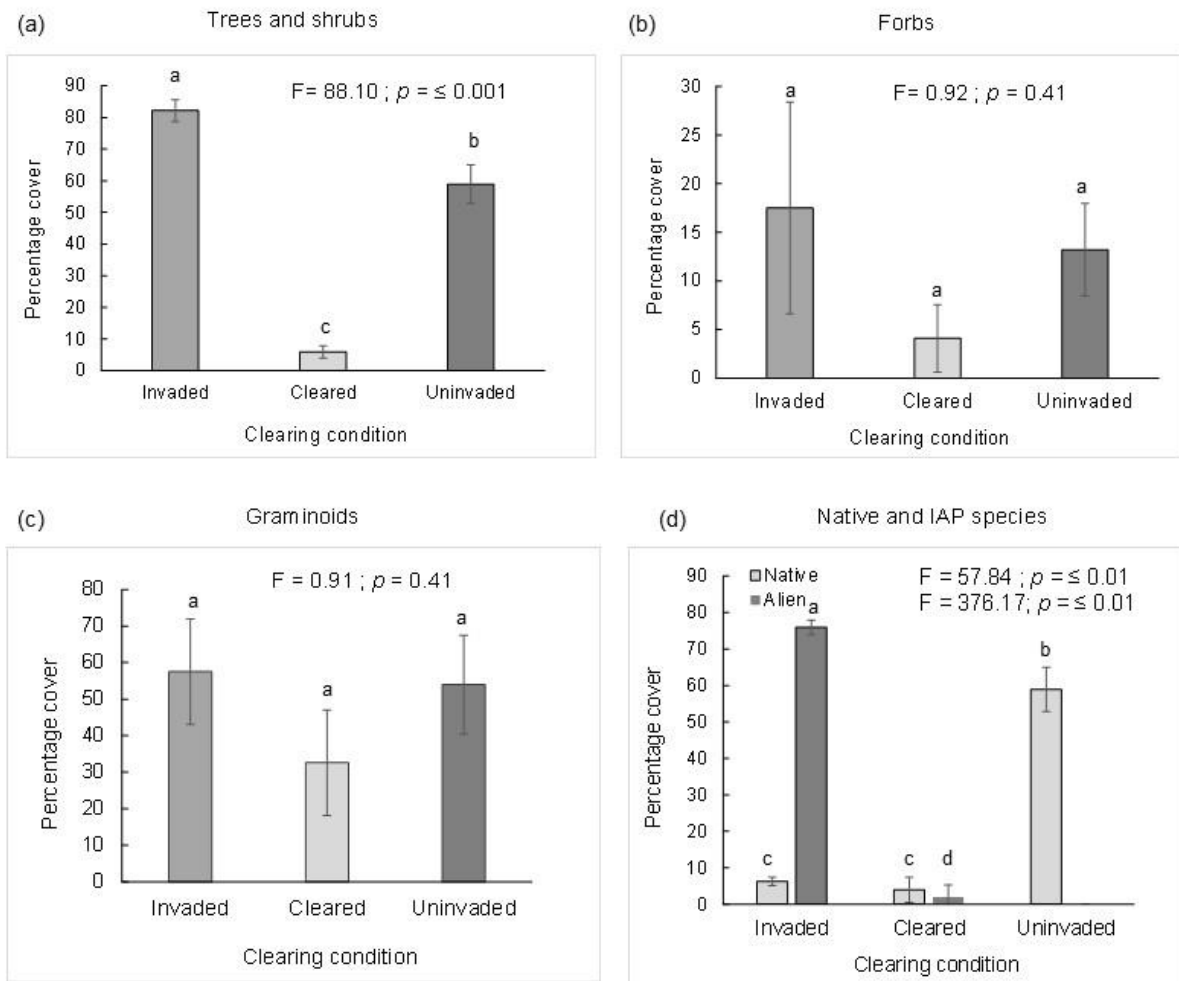 (a) Trees and shrubs
F= 88.10 ; p = ≤ 0.001
Percentage cover
90
80
70
60
50
40
30
20
10
0
a
c
b
Invaded Cleared Uninvaded
Clearing condition
(b) Forbs
F= 0.92 ; p = 0.41
Percentage cover
30
25
20
15
10
5
0
a
a
a
Invaded Cleared Uninvaded
Clearing condition
(c) Graminoids
F = 0.91 ; p = 0.41
Percentage cover
80
70
60
50
40
30
20
10
0
a
a
a
Invaded Cleared Uninvaded
Clearing condition
(d) Native and IAP species
Native
Alien
F = 57.84 ; p = ≤ 0.01
F = 376.17; p = ≤ 0.01
Percentage cover
90
80
70
60
50
40
30
20
10
0
c
a
c
d
b
Invaded Cleared Uninvaded
Clearing condition